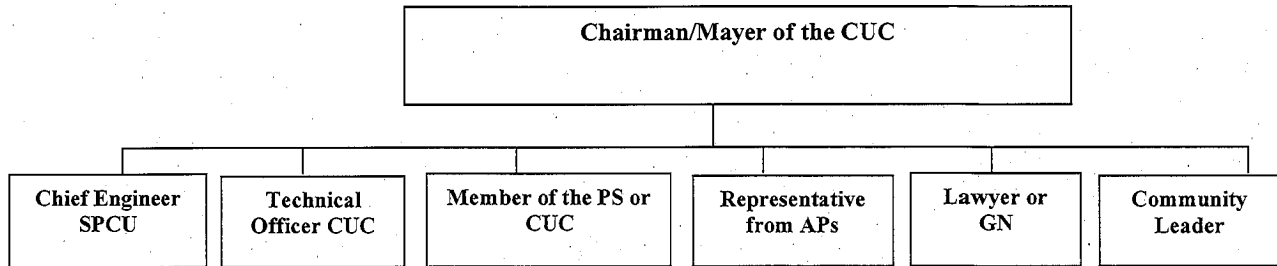 Chairman/Mayer of the CUC
Chief Engineer
SPCU
Technical
Officer CUC
Member of the PS or
CUC
Representative
from APs
Lawyer or
GN
Community
Leader